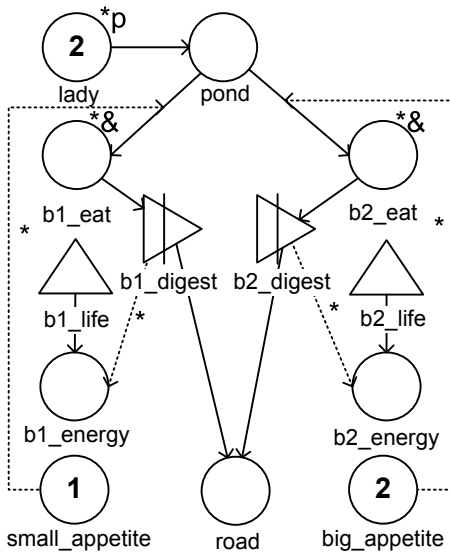 *p
2
lady
pond
*&
*&
b1_eat
b2_eat
*
*
b1_digest
b2_digest
*
*
b1_life
b2_life
b1_energy
b2_energy
1
2
small_appetite
road
big_appetite